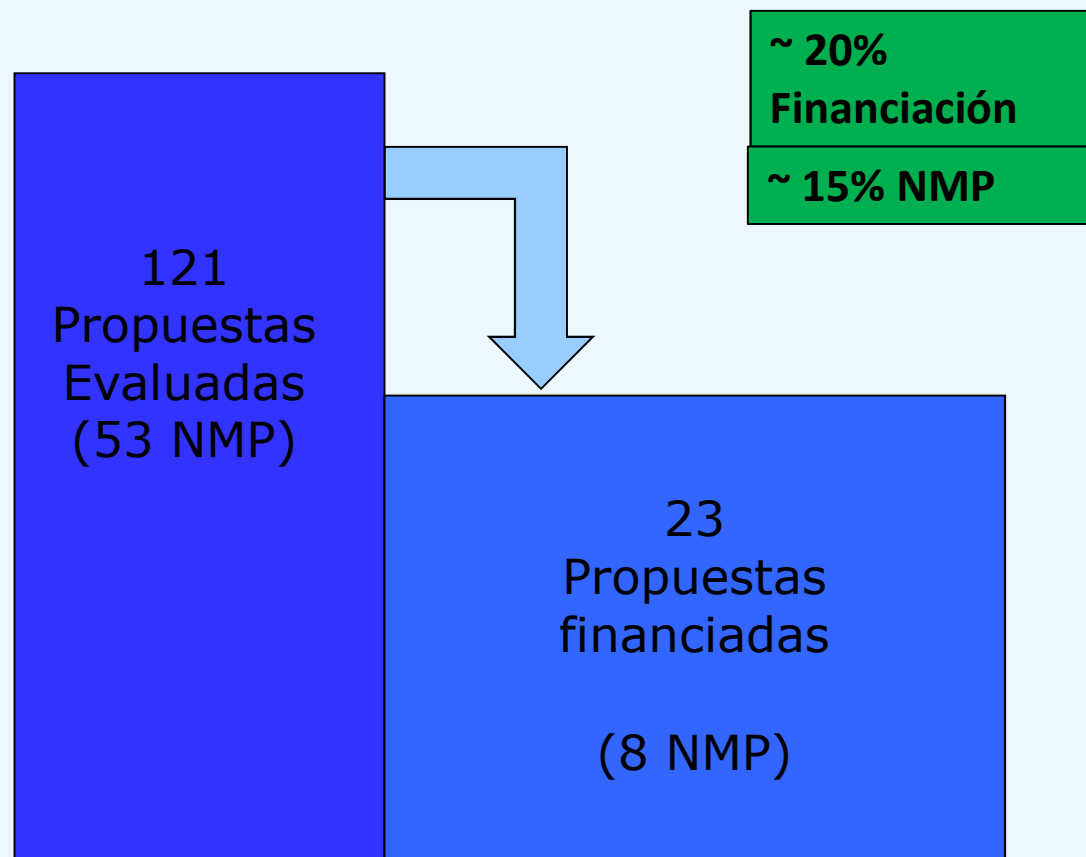 ~ 20%
Financiación
~ 15% NMP
121
Propuestas
Evaluadas
(53 NMP)
23
Propuestas
financiadas
(8 NMP)